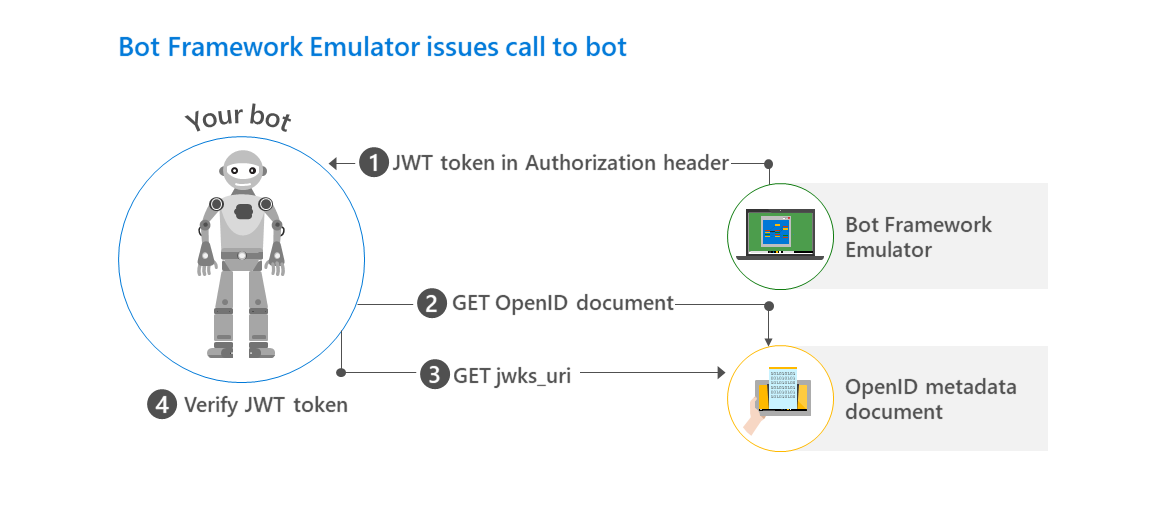 Bot Framework Emulator issues call to bot
Your bot
1 JWT token in Authorization header
Bot Framework
Emulator
2 GET OpenID document
3 GET jwks_uri
OpenID metadata
document
4 Verify JWT token